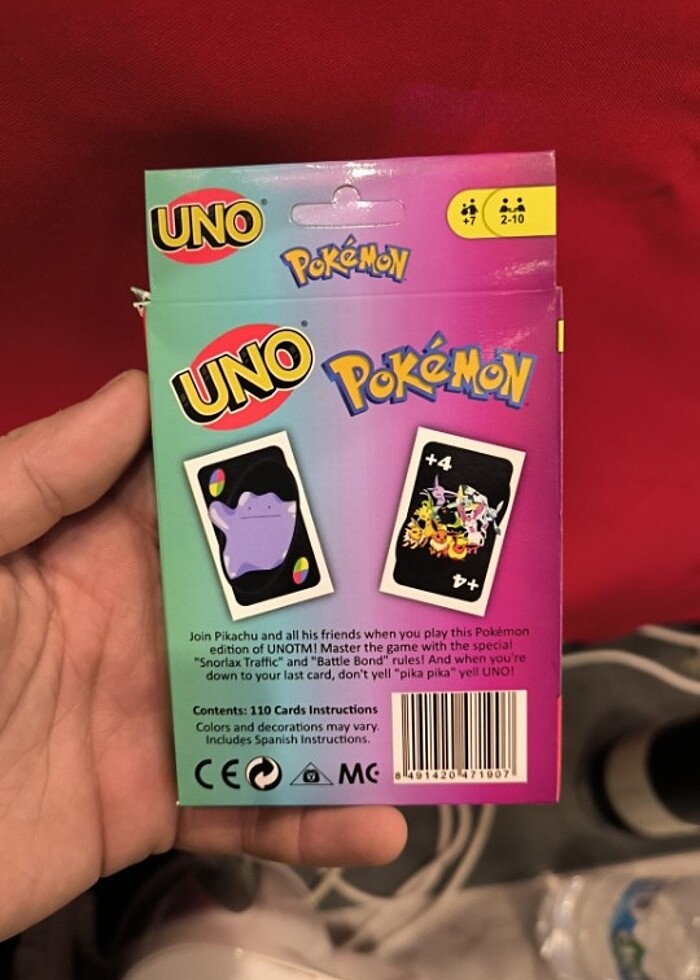 UNO®
+7 2-10
POKéMON
UNO®
POKéMON
+4
+4
Join Pikachu and all his friends when you play this Pokémon
edition of UNOTM! Master the game with the special
"Snorlax Traffic" and "Battle Bond" rules! And when you're
down to your last card, don't yell "pika pika" yell UNO!
Contents: 110 Cards Instructions
Colors and decorations may vary.
Includes Spanish Instructions.
CE MC
8 491420 471907